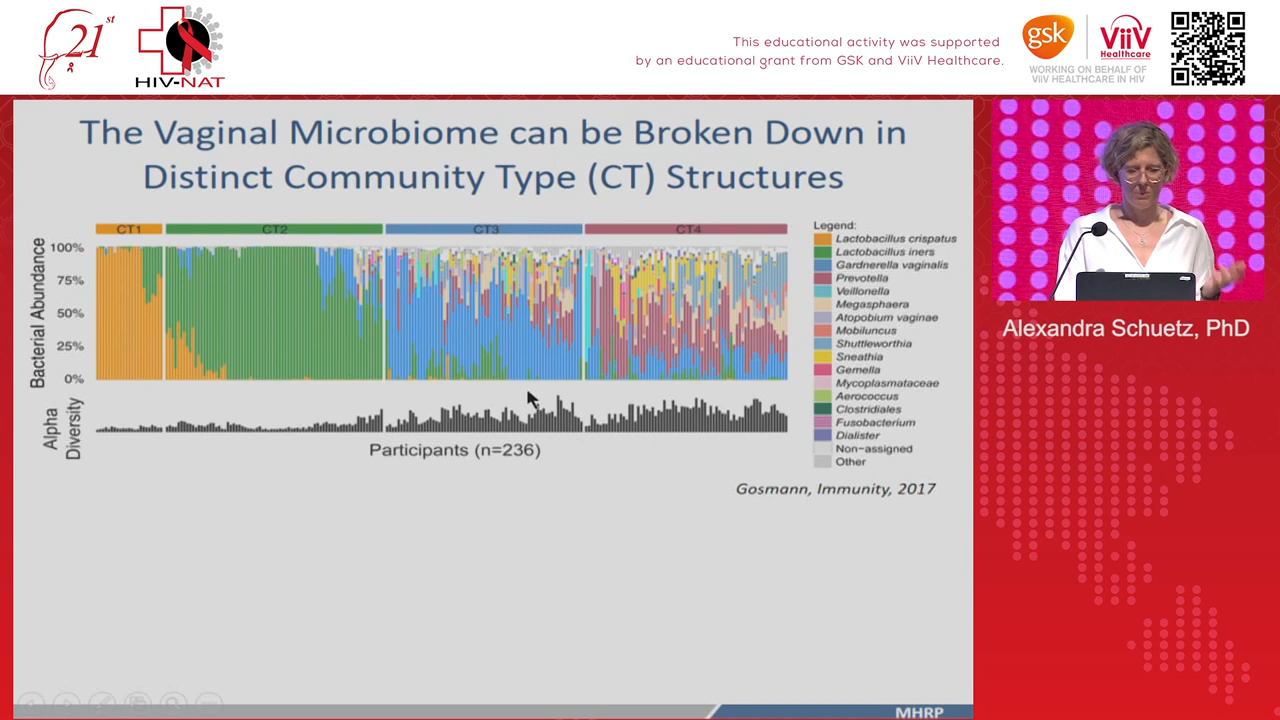 21st
HIV-NAT
This educational activity was supported
by an educational grant from GSK and ViiV Healthcare.
gsk
ViiV
Healthcare
WORKING ON BEHALF OF
ViiV HEALTHCARE IN HIV
The Vaginal Microbiome can be Broken Down in
Distinct Community Type (CT) Structures
CT1
CT2
CT3
CT4
Bacterial Abundance
100%
75%
50%
25%
0%
Alpha
Diversity
Participants (n=236)
Legend:
Lactobacillus crispatus
Lactobacillus iners
Gardnerella vaginalis
Prevotella
Veillonella
Megasphaera
Atopobium vaginae
Mobiluncus
Shuttleworthia
Sneathia
Gemella
Mycoplasmataceae
Aerococcus
Clostridiales
Fusobacterium
Dialister
Non-assigned
Other
Gosmann, Immunity, 2017
MHRP
Alexandra Schuetz, PhD